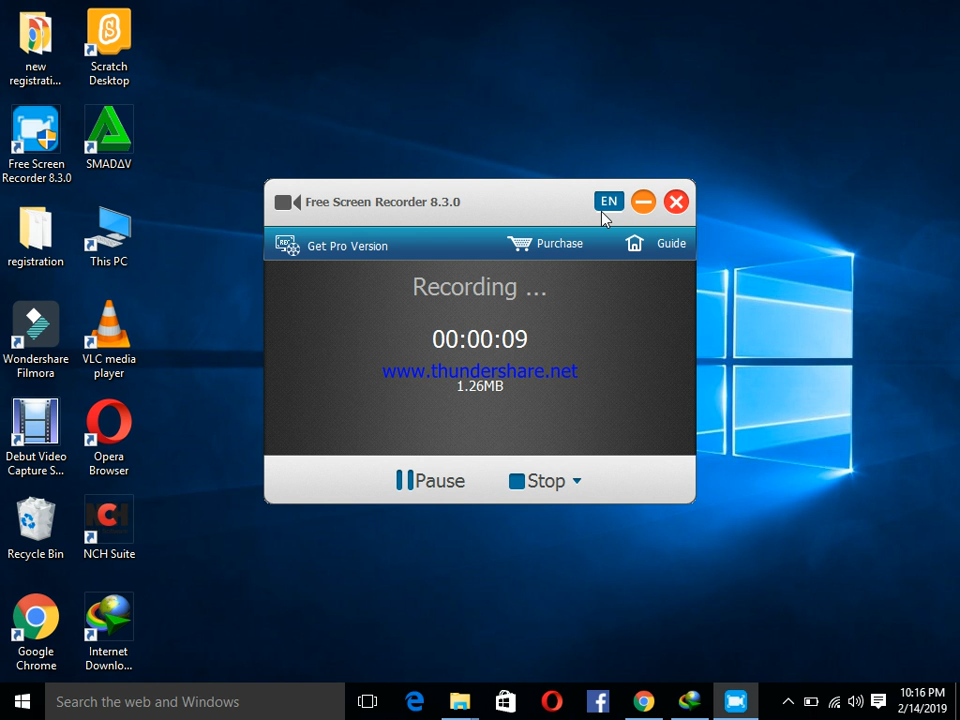 new
registrati...
Scratch
Desktop
Free Screen
Recorder 8.3.0
SMADΔV
registration
This PC
Wondershare
Filmora
VLC media
player
Debut Video
Capture S...
Opera
Browser
Recycle Bin
NCH
NCH Suite
Google
Chrome
Internet
Downlo...
Free Screen Recorder 8.3.0
EN
REC
Get Pro Version
Purchase
Guide
Recording ...
00:00:09
www.thundershare.net
1.26MB
Pause
Stop
Search the web and Windows
10:16 PM
2/14/2019